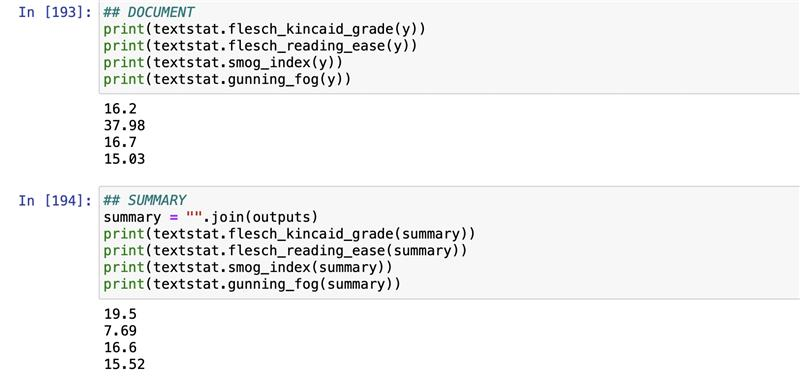 In [193]: ## DOCUMENT
print(textstat.flesch_kincaid_grade(y))
print(textstat.flesch_reading_ease(y))
print(textstat.smog_index(y))
print(textstat.gunning_fog(y))
16.2
37.98
16.7
15.03
In [194]: ## SUMMARY
summary = "".join(outputs)
print(textstat.flesch_kincaid_grade(summary))
print(textstat.flesch_reading_ease(summary))
print(textstat.smog_index(summary))
print(textstat.gunning_fog(summary))
19.5
7.69
16.6
15.52